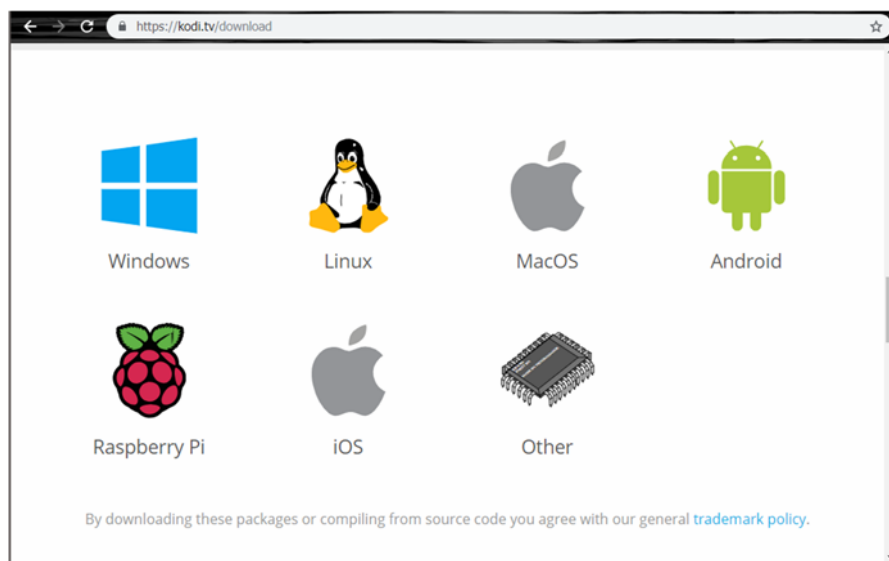 https://kodi.tv/download
Windows Linux MacOS Android
Raspberry Pi iOS Other
By downloading these packages or compiling from source code you agree with our general trademark policy.